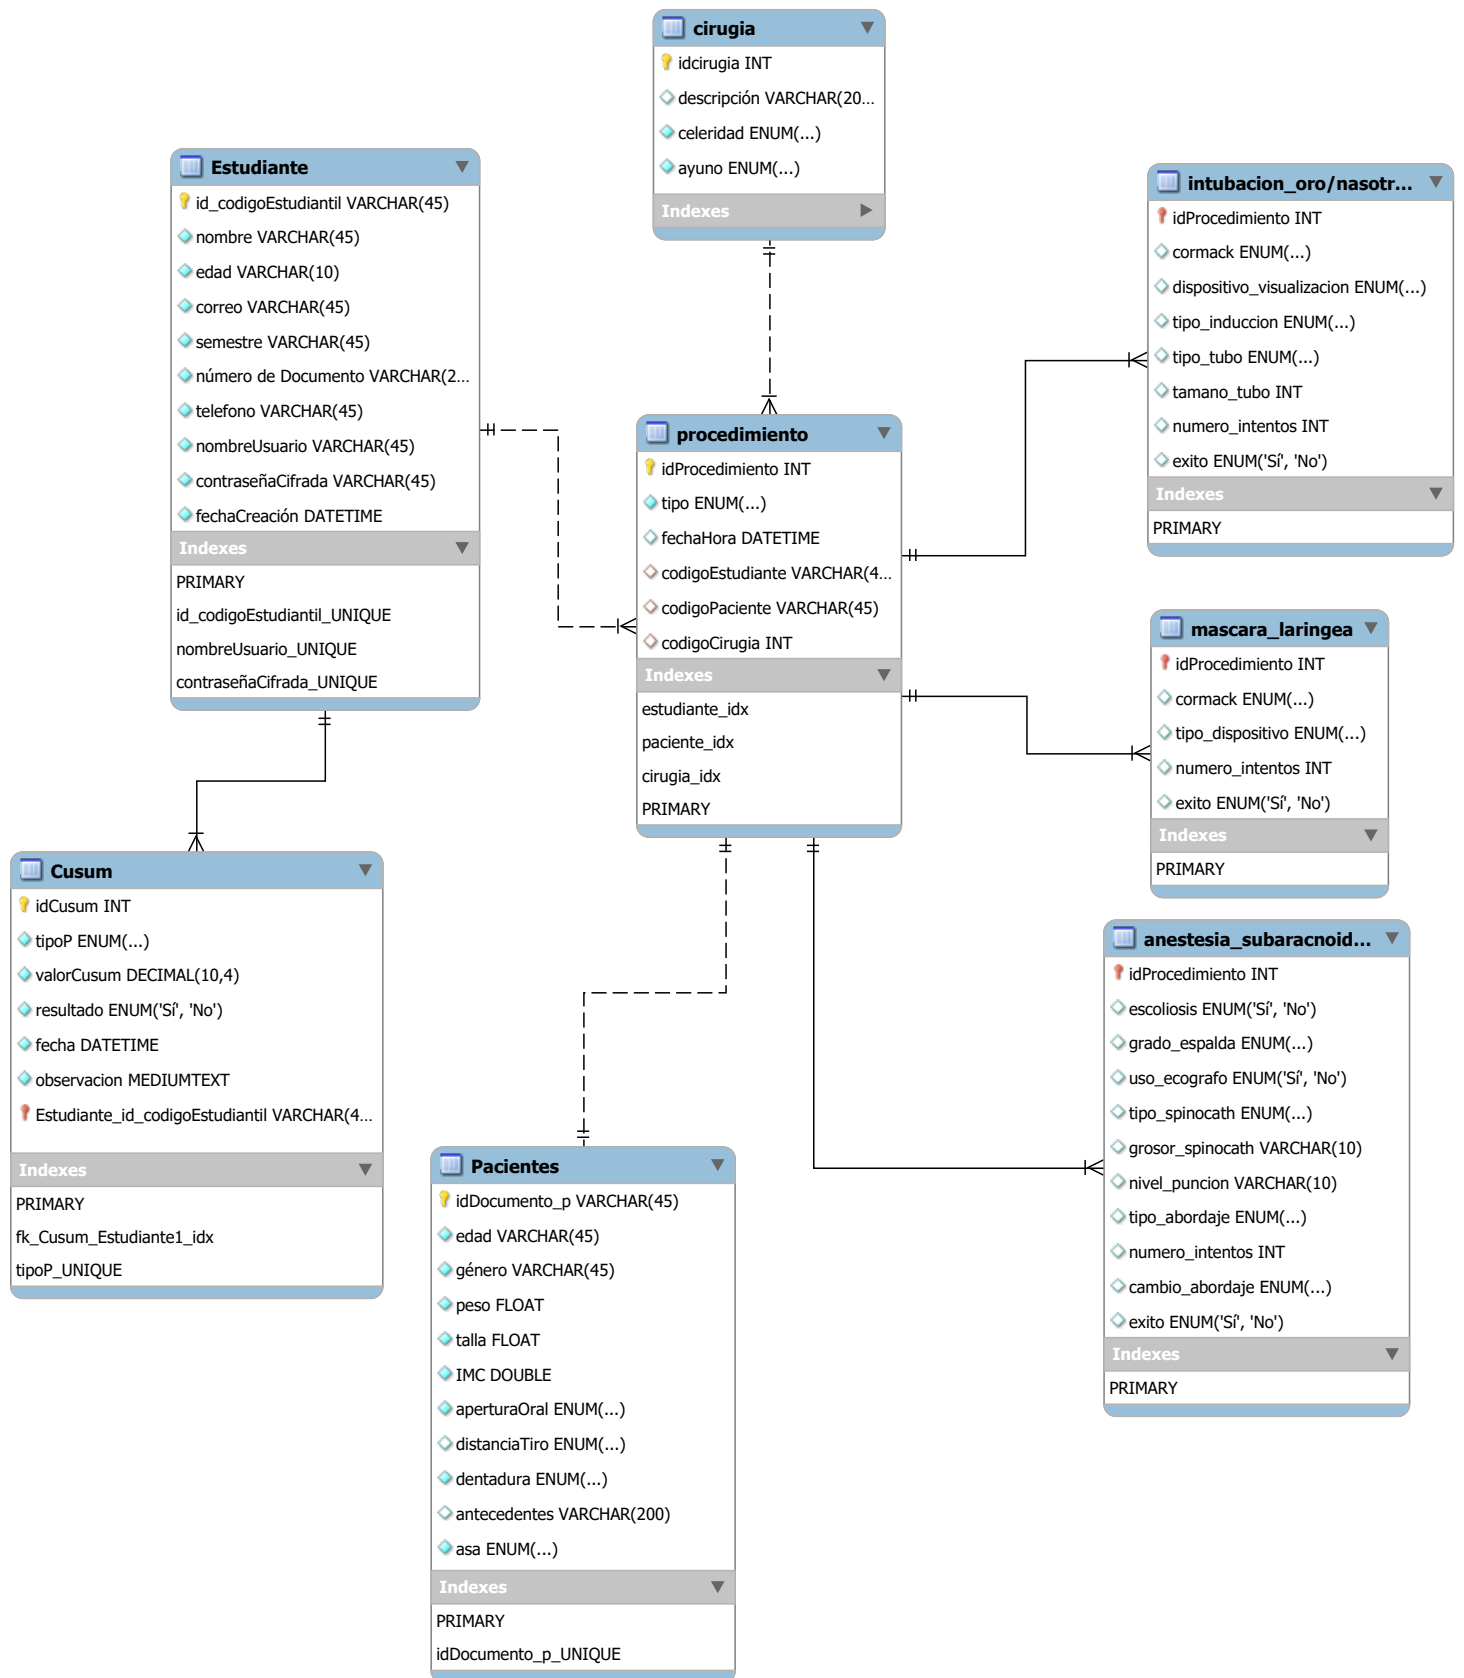 cirugia
idcirugia INT
descripción VARCHAR(20...
celeridad ENUM(...)
ayuno ENUM(...)
Indexes
Estudiante
id_codigoEstudiantil VARCHAR(45)
nombre VARCHAR(45)
edad VARCHAR(10)
correo VARCHAR(45)
semestre VARCHAR(45)
número de Documento VARCHAR(2...
telefono VARCHAR(45)
nombreUsuario VARCHAR(45)
contraseñaCifrada VARCHAR(45)
fechaCreación DATETIME
Indexes
PRIMARY
id_codigoEstudiantil_UNIQUE
nombreUsuario_UNIQUE
contraseñaCifrada_UNIQUE
intubacion_oro/nasotr...
idProcedimiento INT
cormack ENUM(...)
dispositivo_visualizacion ENUM(...)
tipo_induccion ENUM(...)
tipo_tubo ENUM(...)
tamano_tubo INT
numero_intentos INT
exito ENUM('Sí', 'No')
Indexes
PRIMARY
procedimiento
idProcedimiento INT
tipo ENUM(...)
fechaHora DATETIME
codigoEstudiante VARCHAR(4...
codigoPaciente VARCHAR(45)
codigoCirugia INT
Indexes
estudiante_idx
paciente_idx
cirugia_idx
PRIMARY
mascara_laringea
idProcedimiento INT
cormack ENUM(...)
tipo_dispositivo ENUM(...)
numero_intentos INT
exito ENUM('Sí', 'No')
Indexes
PRIMARY
Cusum
idCusum INT
tipoP ENUM(...)
valorCusum DECIMAL(10,4)
resultado ENUM('Sí', 'No')
fecha DATETIME
observacion MEDIUMTEXT
Estudiante_id_codigoEstudiantil VARCHAR(4...
Indexes
PRIMARY
fk_Cusum_Estudiante1_idx
tipoP_UNIQUE
anestesia_subaracnoid...
idProcedimiento INT
escoliosis ENUM('Sí', 'No')
grado_espalda ENUM(...)
uso_ecografo ENUM('Sí', 'No')
tipo_spinocath ENUM(...)
grosor_spinocath VARCHAR(10)
nivel_puncion VARCHAR(10)
tipo_abordaje ENUM(...)
numero_intentos INT
cambio_abordaje ENUM(...)
exito ENUM('Sí', 'No')
Indexes
PRIMARY
Pacientes
idDocumento_p VARCHAR(45)
edad VARCHAR(45)
género VARCHAR(45)
peso FLOAT
talla FLOAT
IMC DOUBLE
aperturaOral ENUM(...)
distanciaTiro ENUM(...)
dentadura ENUM(...)
antecedentes VARCHAR(200)
asa ENUM(...)
Indexes
PRIMARY
idDocumento_p_UNIQUE